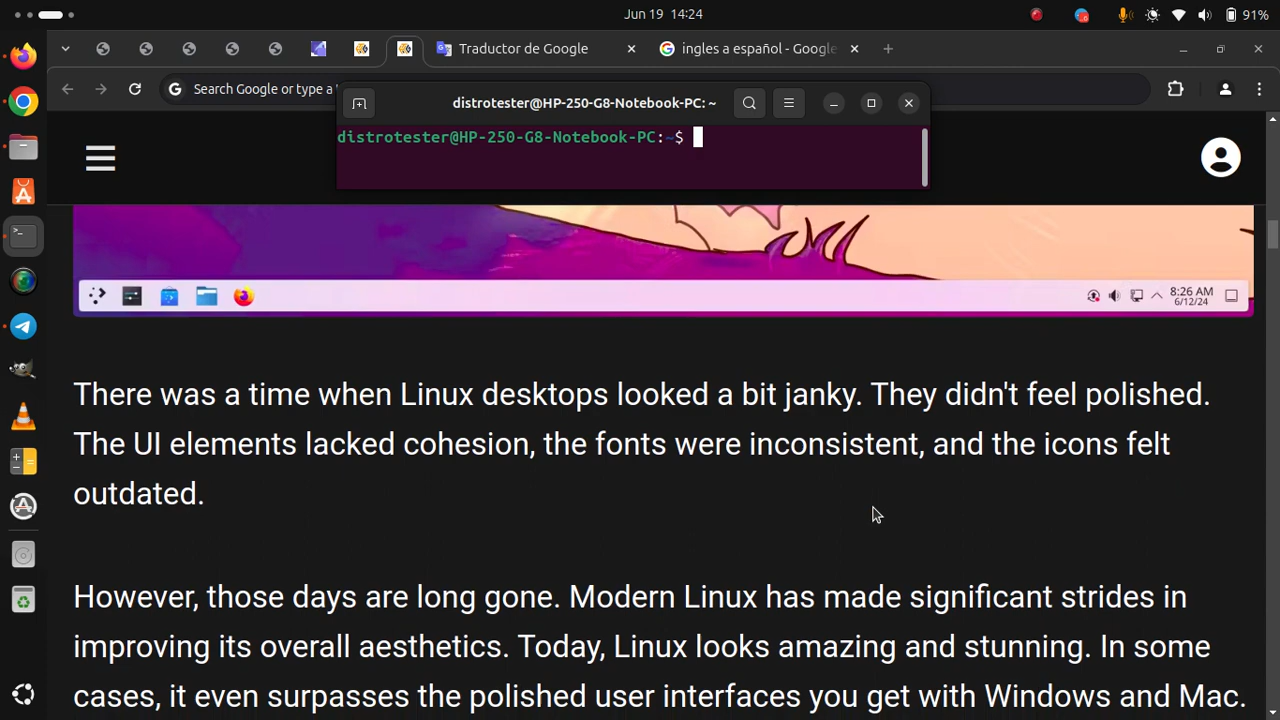 Jun 19 14:24
91%
Traductor de Google
ingles a español - Google
Search Google or type a
distrotester@HP-250-G8-Notebook-PC: ~
distrotester@HP-250-G8-Notebook-PC:~$
8:26 AM
6/12/24
There was a time when Linux desktops looked a bit janky. They didn't feel polished.
The UI elements lacked cohesion, the fonts were inconsistent, and the icons felt
outdated.
However, those days are long gone. Modern Linux has made significant strides in
improving its overall aesthetics. Today, Linux looks amazing and stunning. In some
cases, it even surpasses the polished user interfaces you get with Windows and Mac.